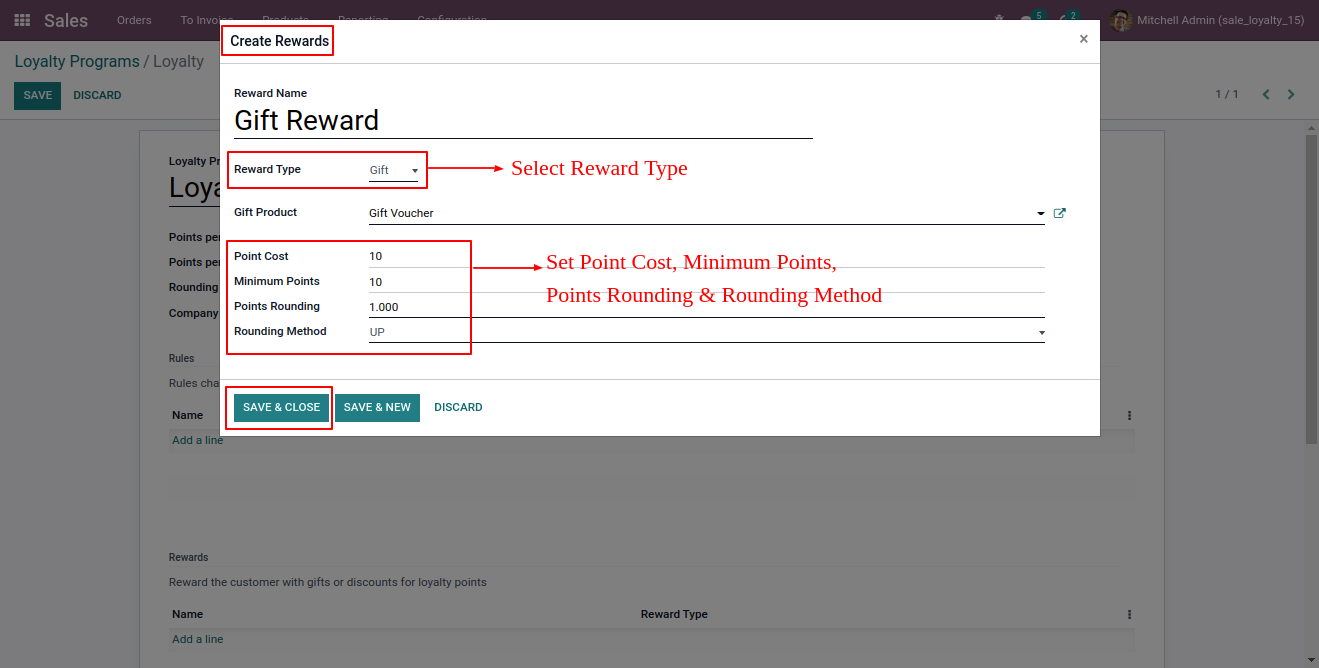 Sales Orders To Invoice Products Reporting Configuration 5 2 Mitchell Admin (sale_loyalty_15)
Loyalty Programs / Loyalty
SAVE DISCARD 1 / 1
Create Rewards ×
Reward Name
Gift Reward
Reward Type Gift Select Reward Type
Gift Product Gift Voucher
Point Cost 10
Minimum Points 10
Points Rounding 1.000
Rounding Method UP
Set Point Cost, Minimum Points,
Points Rounding & Rounding Method
SAVE & CLOSE SAVE & NEW DISCARD
Loyalty Pr
Loya
Points per
Points per
Rounding
Company
Rules
Rules cha
Name
Add a line
Rewards
Reward the customer with gifts or discounts for loyalty points
Name Reward Type
Add a line